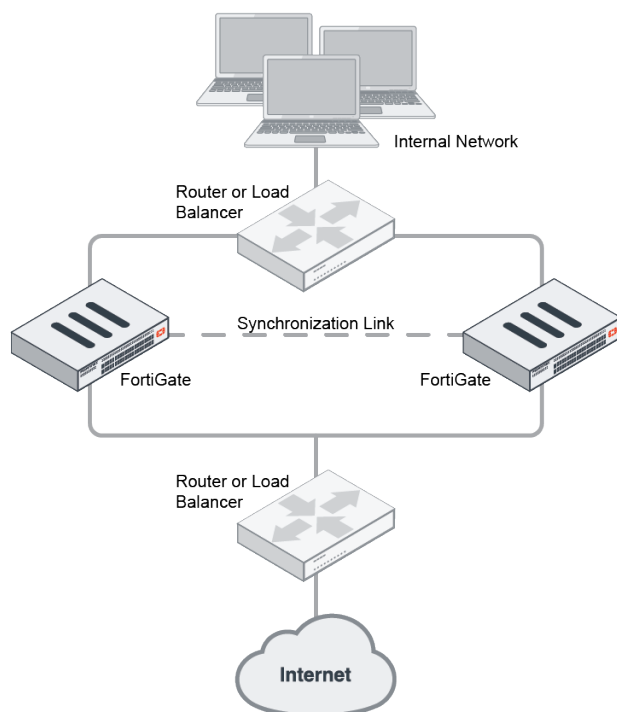 Internal Network
Router or Load
Balancer
Synchronization Link
FortiGate
FortiGate
Router or Load
Balancer
Internet